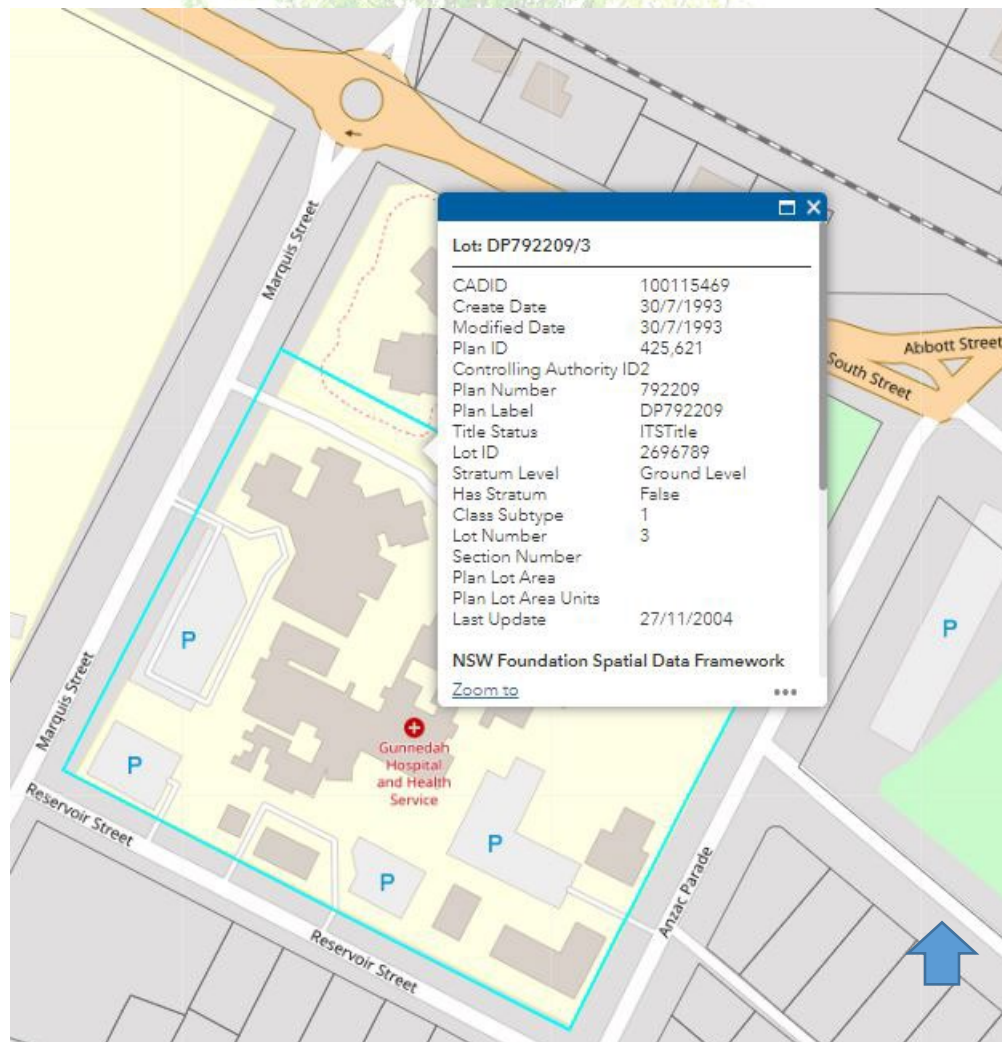 Marquis Street
Lot: DP792209/3
CADID 100115469
Create Date 30/7/1993
Modified Date 30/7/1993
Plan ID 425,621
Controlling Authority ID2
Plan Number 792209
Plan Label DP792209
Title Status ITSTitle
Lot ID 2696789
Stratum Level Ground Level
Has Stratum False
Class Subtype 1
Lot Number 3
Section Number
Plan Lot Area
Plan Lot Area Units
Last Update 27/11/2004
NSW Foundation Spatial Data Framework
Zoom to
Abbott Street
South Street
P
P
Marquis Street
Gunnedah
Hospital
and Health
Service
P
Reservoir Street
P
P
Anzac Parade
Reservoir Street